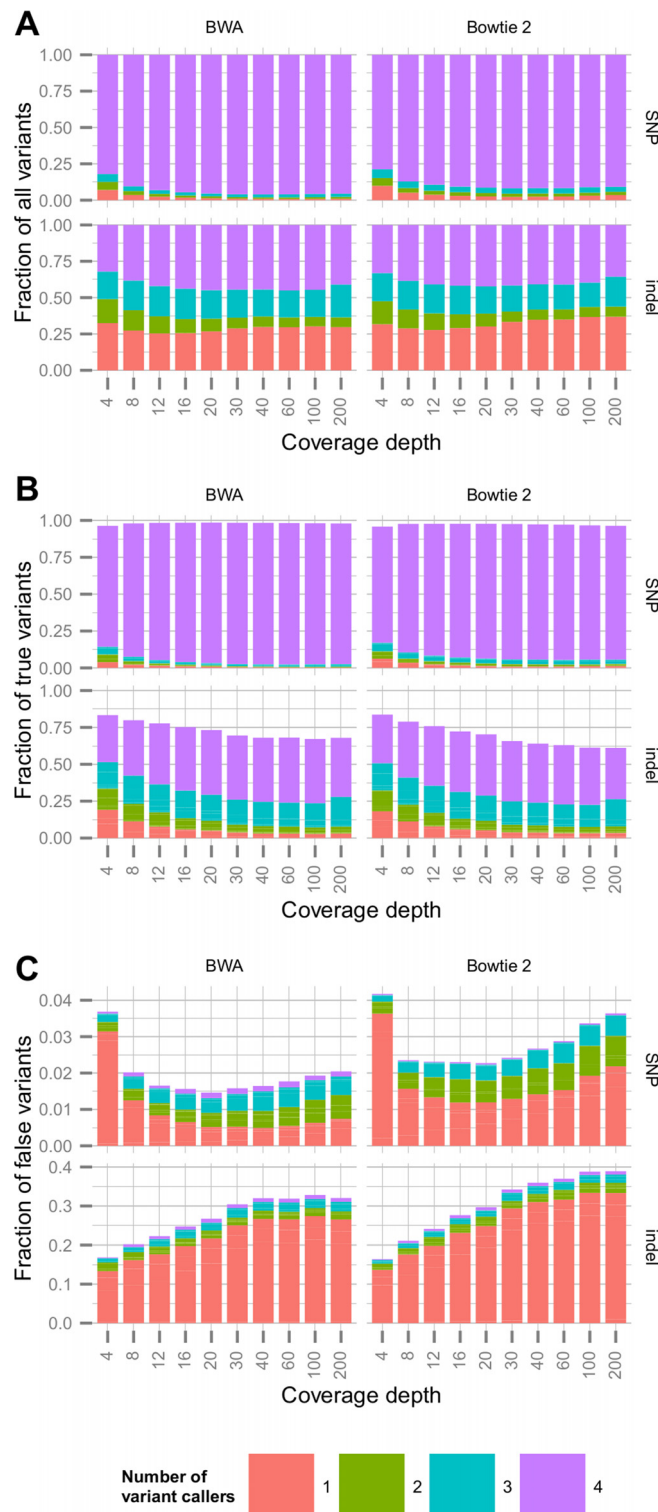 A
BWA Bowtie 2
Fraction of all variants
1.00
0.75
0.50
0.25
0.00
SNP
1.00
0.75
0.50
0.25
0.00
indel
4 8 12 16 20 30 40 60 100 200 4 8 12 16 20 30 40 60 100 200
Coverage depth Coverage depth
B
BWA Bowtie 2
Fraction of true variants
1.00
0.75
0.50
0.25
0.00
SNP
1.00
0.75
0.50
0.25
0.00
indel
4 8 12 16 20 30 40 60 100 200 4 8 12 16 20 30 40 60 100 200
Coverage depth Coverage depth
C
BWA Bowtie 2
Fraction of false variants
0.04
0.03
0.02
0.01
0.00
SNP
0.4
0.3
0.2
0.1
0.0
indel
4 8 12 16 20 30 40 60 100 200 4 8 12 16 20 30 40 60 100 200
Coverage depth Coverage depth
Number of
variant callers 1 2 3 4